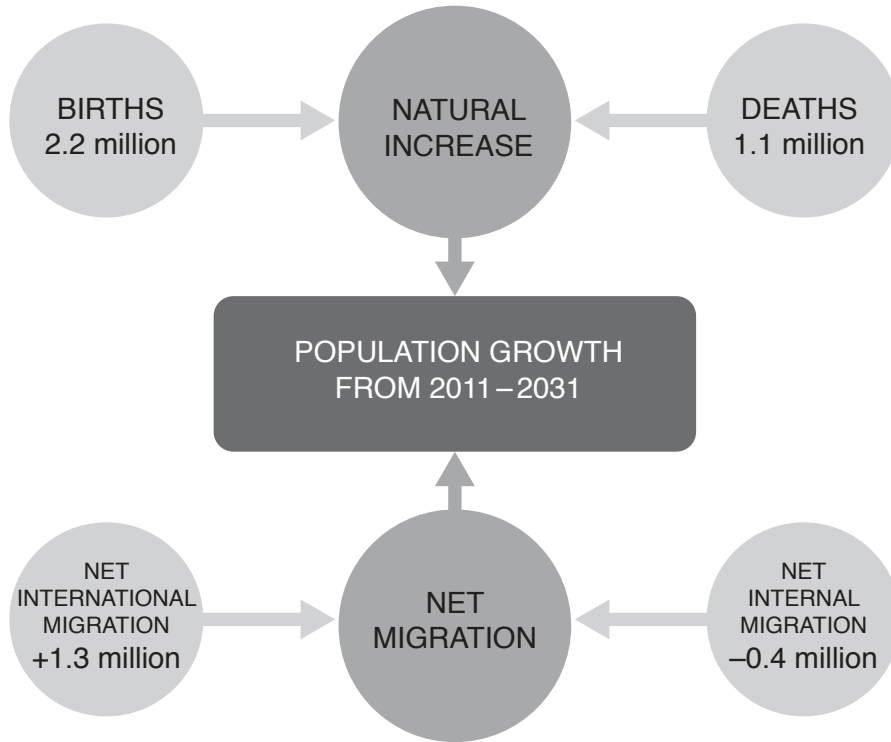 BIRTHS
2.2 million
NATURAL
INCREASE
DEATHS
1.1 million
POPULATION GROWTH
FROM 2011–2031
NET
INTERNATIONAL
MIGRATION
+1.3 million
NET
MIGRATION
NET
INTERNAL
MIGRATION
–0.4 million